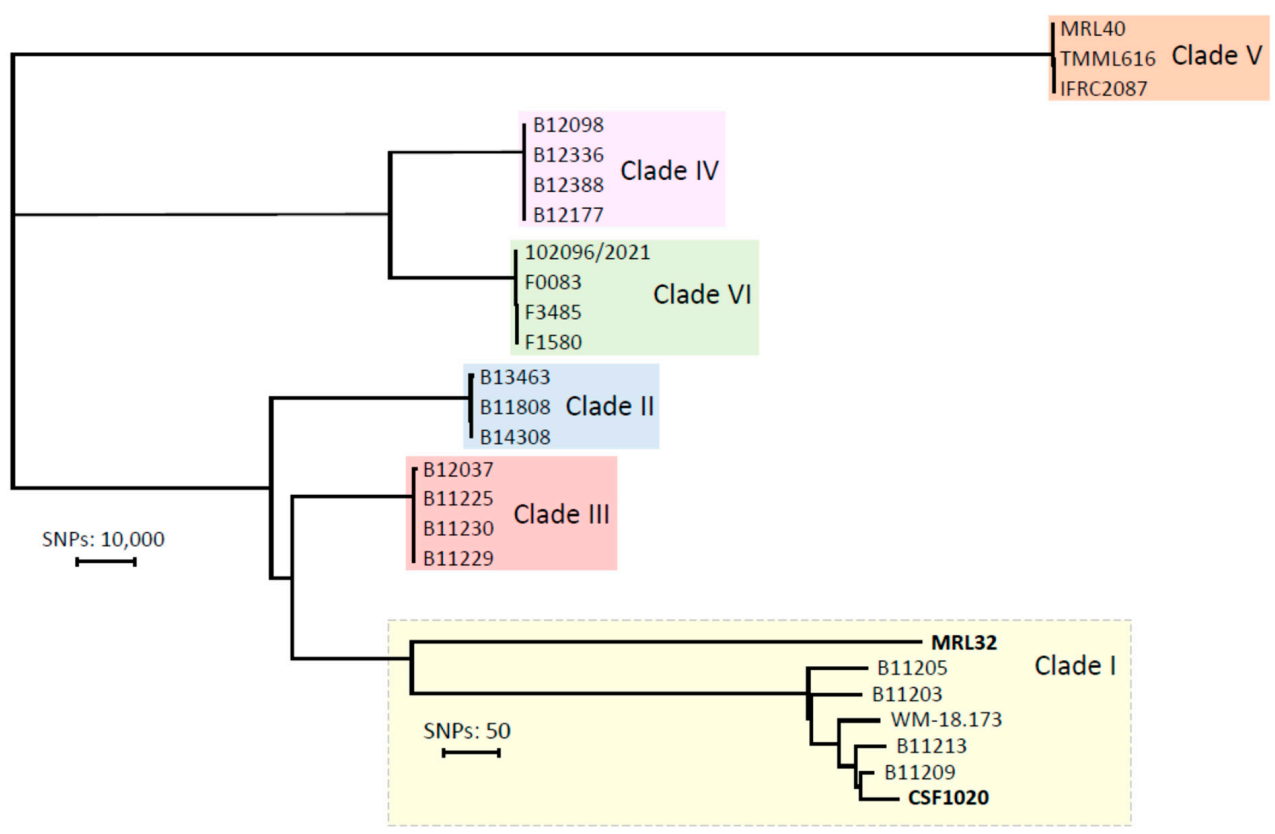 MRL40
TMML616
IFRC2087
Clade V
B12098
B12336
B12388
B12177
Clade IV
102096/2021
F0083
F3485
F1580
Clade VI
B13463
B11808
B14308
Clade II
B12037
B11225
B11230
B11229
Clade III
SNPs: 10,000
MRL32
B11205
B11203
WM-18.173
B11213
B11209
CSF1020
Clade I
SNPs: 50